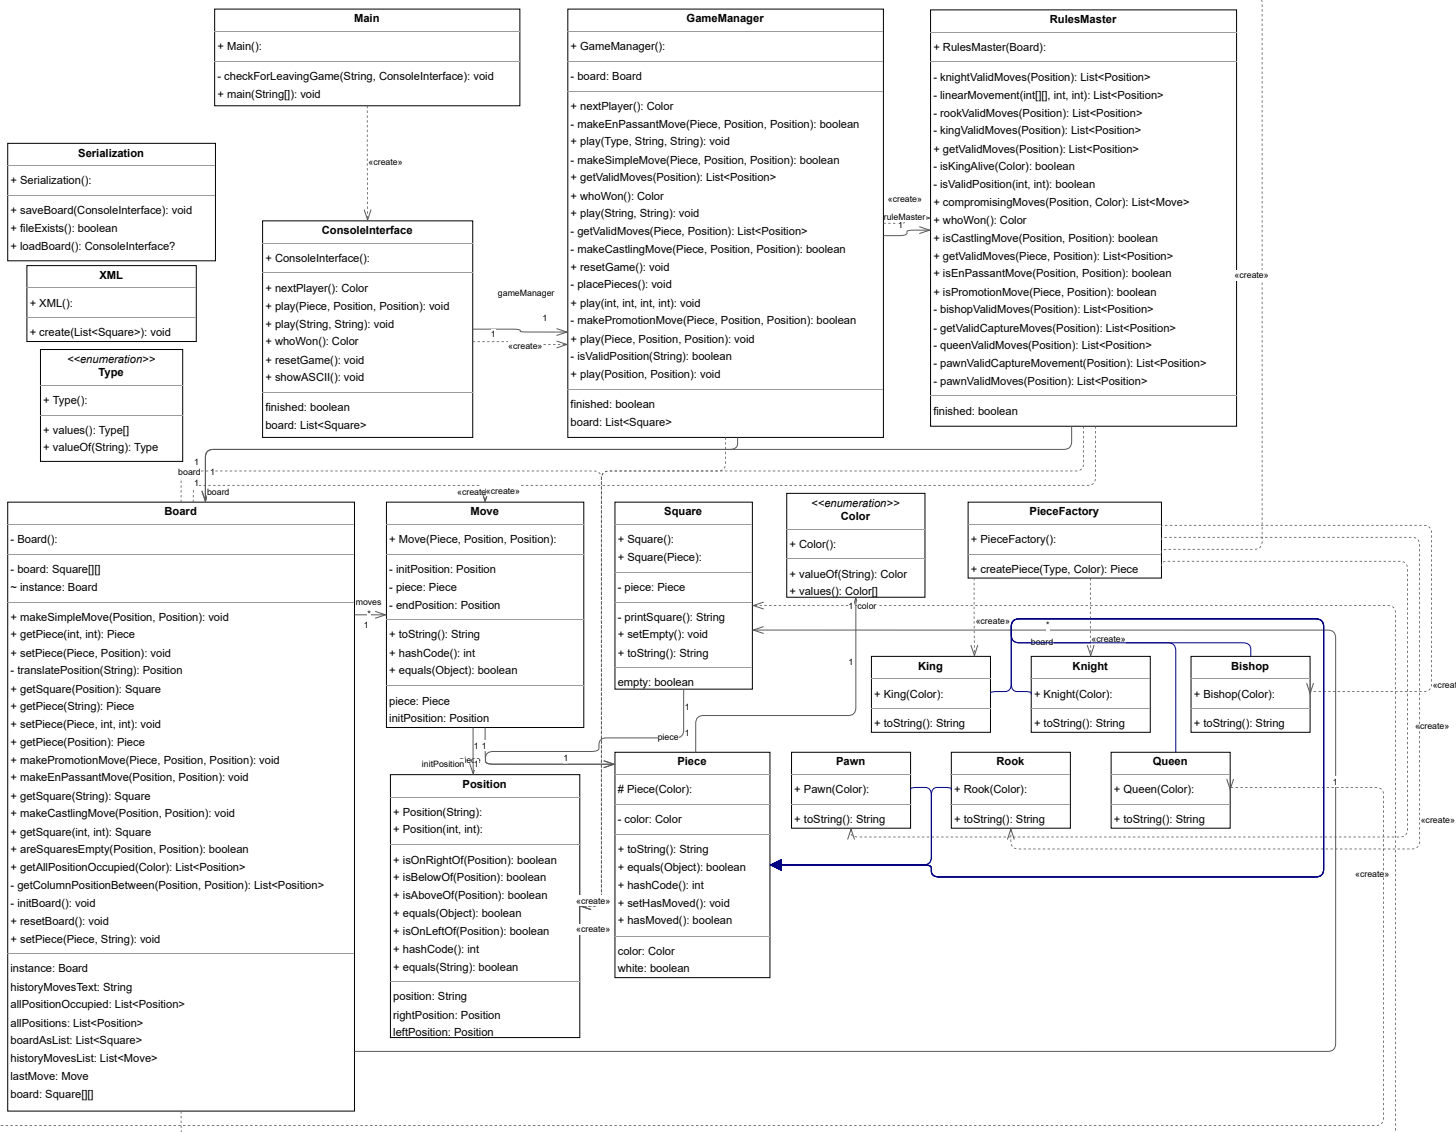 Main
+ Main():
- checkForLeavingGame(String, ConsoleInterface): void
+ main(String[]): void
GameManager
+ GameManager():
- board: Board
+ nextPlayer(): Color
- makeEnPassantMove(Piece, Position, Position): boolean
+ play(Type, String, String): void
- makeSimpleMove(Piece, Position, Position): boolean
+ getValidMoves(Position): List<Position>
+ whoWon(): Color
+ play(String, String): void
- getValidMoves(Piece, Position): List<Position>
- makeCastlingMove(Piece, Position, Position): boolean
+ resetGame(): void
- placePieces(): void
+ play(int, int, int, int): void
- makePromotionMove(Piece, Position, Position): boolean
+ play(Piece, Position, Position): void
- isValidPosition(String): boolean
+ play(Position, Position): void
finished: boolean
board: List<Square>
RulesMaster
+ RulesMaster(Board):
- knightValidMoves(Position): List<Position>
- linearMovement(int[][], int, int): List<Position>
- rookValidMoves(Position): List<Position>
- kingValidMoves(Position): List<Position>
+ getValidMoves(Position): List<Position>
- isKingAlive(Color): boolean
- isValidPosition(int, int): boolean
+ compromisingMoves(Position, Color): List<Move>
+ whoWon(): Color
+ isCastlingMove(Position, Position): boolean
+ getValidMoves(Piece, Position): List<Position>
+ isEnPassantMove(Position, Position): boolean
+ isPromotionMove(Piece, Position): boolean
- bishopValidMoves(Position): List<Position>
- getValidCaptureMoves(Position): List<Position>
- queenValidMoves(Position): List<Position>
- pawnValidCaptureMovement(Position): List<Position>
- pawnValidMoves(Position): List<Position>
finished: boolean
Serialization
+ Serialization():
+ saveBoard(ConsoleInterface): void
+ fileExists(): boolean
+ loadBoard(): ConsoleInterface?
XML
+ XML():
+ create(List<Square>): void
<<enumeration>>
Type
+ Type():
+ values(): Type[]
+ valueOf(String): Type
«create»
ConsoleInterface
+ ConsoleInterface():
+ nextPlayer(): Color
+ play(Piece, Position, Position): void
+ play(String, String): void
+ whoWon(): Color
+ resetGame(): void
+ showASCII(): void
finished: boolean
board: List<Square>
gameManager
1
1
«create»
«create»
ruleMaster
1
«create»
1
board
1
1
board
«create»
Board
- Board():
- board: Square[][]
~ instance: Board
+ makeSimpleMove(Position, Position): void
+ getPiece(int, int): Piece
+ setPiece(Piece, Position): void
- translatePosition(String): Position
+ getSquare(Position): Square
+ getPiece(String): Piece
+ setPiece(Piece, int, int): void
+ getPiece(Position): Piece
+ makePromotionMove(Piece, Position, Position): void
+ makeEnPassantMove(Position, Position): void
+ getSquare(String): Square
+ makeCastlingMove(Position, Position): void
+ getSquare(int, int): Square
+ areSquaresEmpty(Position, Position): boolean
+ getAllPositionOccupied(Color): List<Position>
- getColumnPositionBetween(Position, Position): List<Position>
- initBoard(): void
+ resetBoard(): void
+ setPiece(Piece, String): void
instance: Board
historyMovesText: String
allPositionOccupied: List<Position>
allPositions: List<Position>
boardAsList: List<Square>
historyMovesList: List<Move>
lastMove: Move
board: Square[][]
moves
*
1
Move
+ Move(Piece, Position, Position):
- initPosition: Position
- piece: Piece
- endPosition: Position
+ toString(): String
+ hashCode(): int
+ equals(Object): boolean
piece: Piece
initPosition: Position
1 1
initPosition
1
1
Position
+ Position(String):
+ Position(int, int):
+ isOnRightOf(Position): boolean
+ isBelowOf(Position): boolean
+ isAboveOf(Position): boolean
+ equals(Object): boolean
+ isOnLeftOf(Position): boolean
+ hashCode(): int
+ equals(String): boolean
position: String
rightPosition: Position
leftPosition: Position
«create»
«create»
Square
+ Square():
+ Square(Piece):
- piece: Piece
- printSquare(): String
+ setEmpty(): void
+ toString(): String
empty: boolean
1
piece
1
<<enumeration>>
Color
+ Color():
+ valueOf(String): Color
+ values(): Color[]
1
color
1
Piece
# Piece(Color):
- color: Color
+ toString(): String
+ equals(Object): boolean
+ hashCode(): int
+ setHasMoved(): void
+ hasMoved(): boolean
color: Color
white: boolean
PieceFactory
+ PieceFactory():
+ createPiece(Type, Color): Piece
«create»
*
board
«create»
King
+ King(Color):
+ toString(): String
Knight
+ Knight(Color):
+ toString(): String
Bishop
+ Bishop(Color):
+ toString(): String
«create»
1
«create»
«create»
Pawn
+ Pawn(Color):
+ toString(): String
Rook
+ Rook(Color):
+ toString(): String
Queen
+ Queen(Color):
+ toString(): String